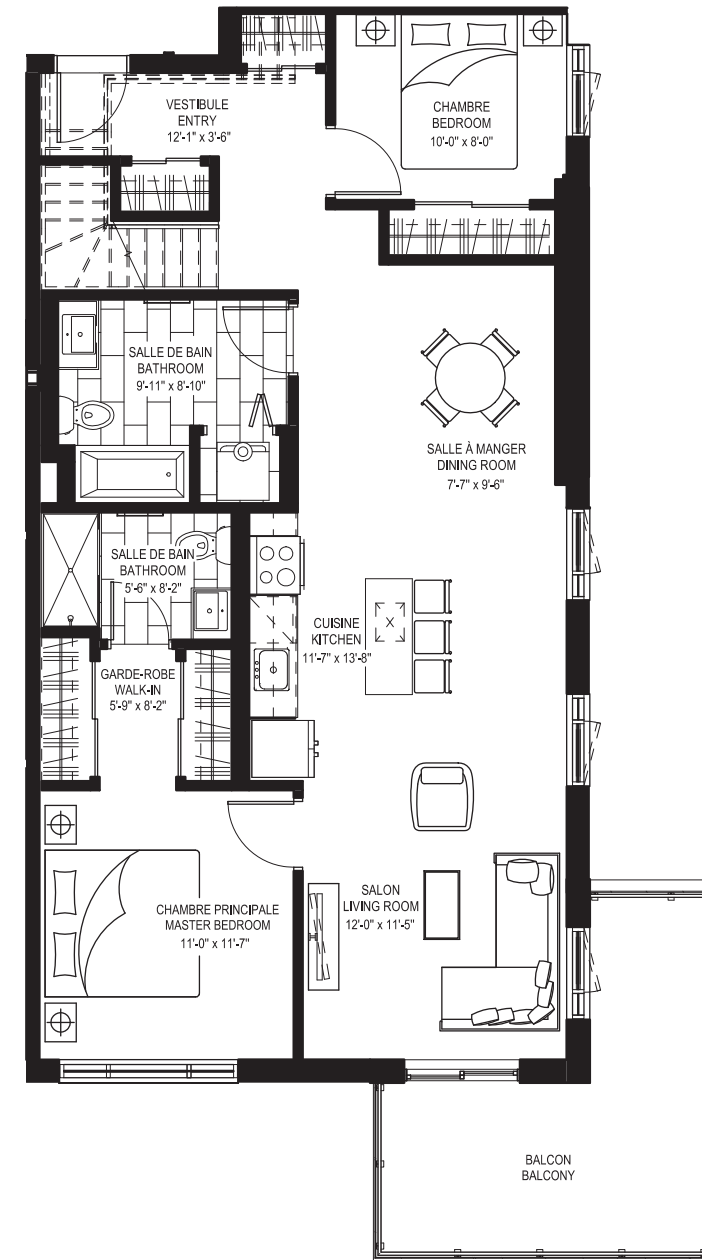 VESTIBULE
ENTRY
12'-1" x 3'-6"
CHAMBRE
BEDROOM
10'-0" x 8'-0"
SALLE DE BAIN
BATHROOM
9'-11" x 8'-10"
SALLE À MANGER
DINING ROOM
7'-7" x 9'-6"
SALLE DE BAIN
BATHROOM
5'-6" x 8'-2"
CUISINE
KITCHEN
11'-7" x 13'-8"
GARDE-ROBE
WALK-IN
5'-9" x 8'-2"
CHAMBRE PRINCIPALE
MASTER BEDROOM
11'-0" x 11'-7"
SALON
LIVING ROOM
12'-0" x 11'-5"
BALCON
BALCONY